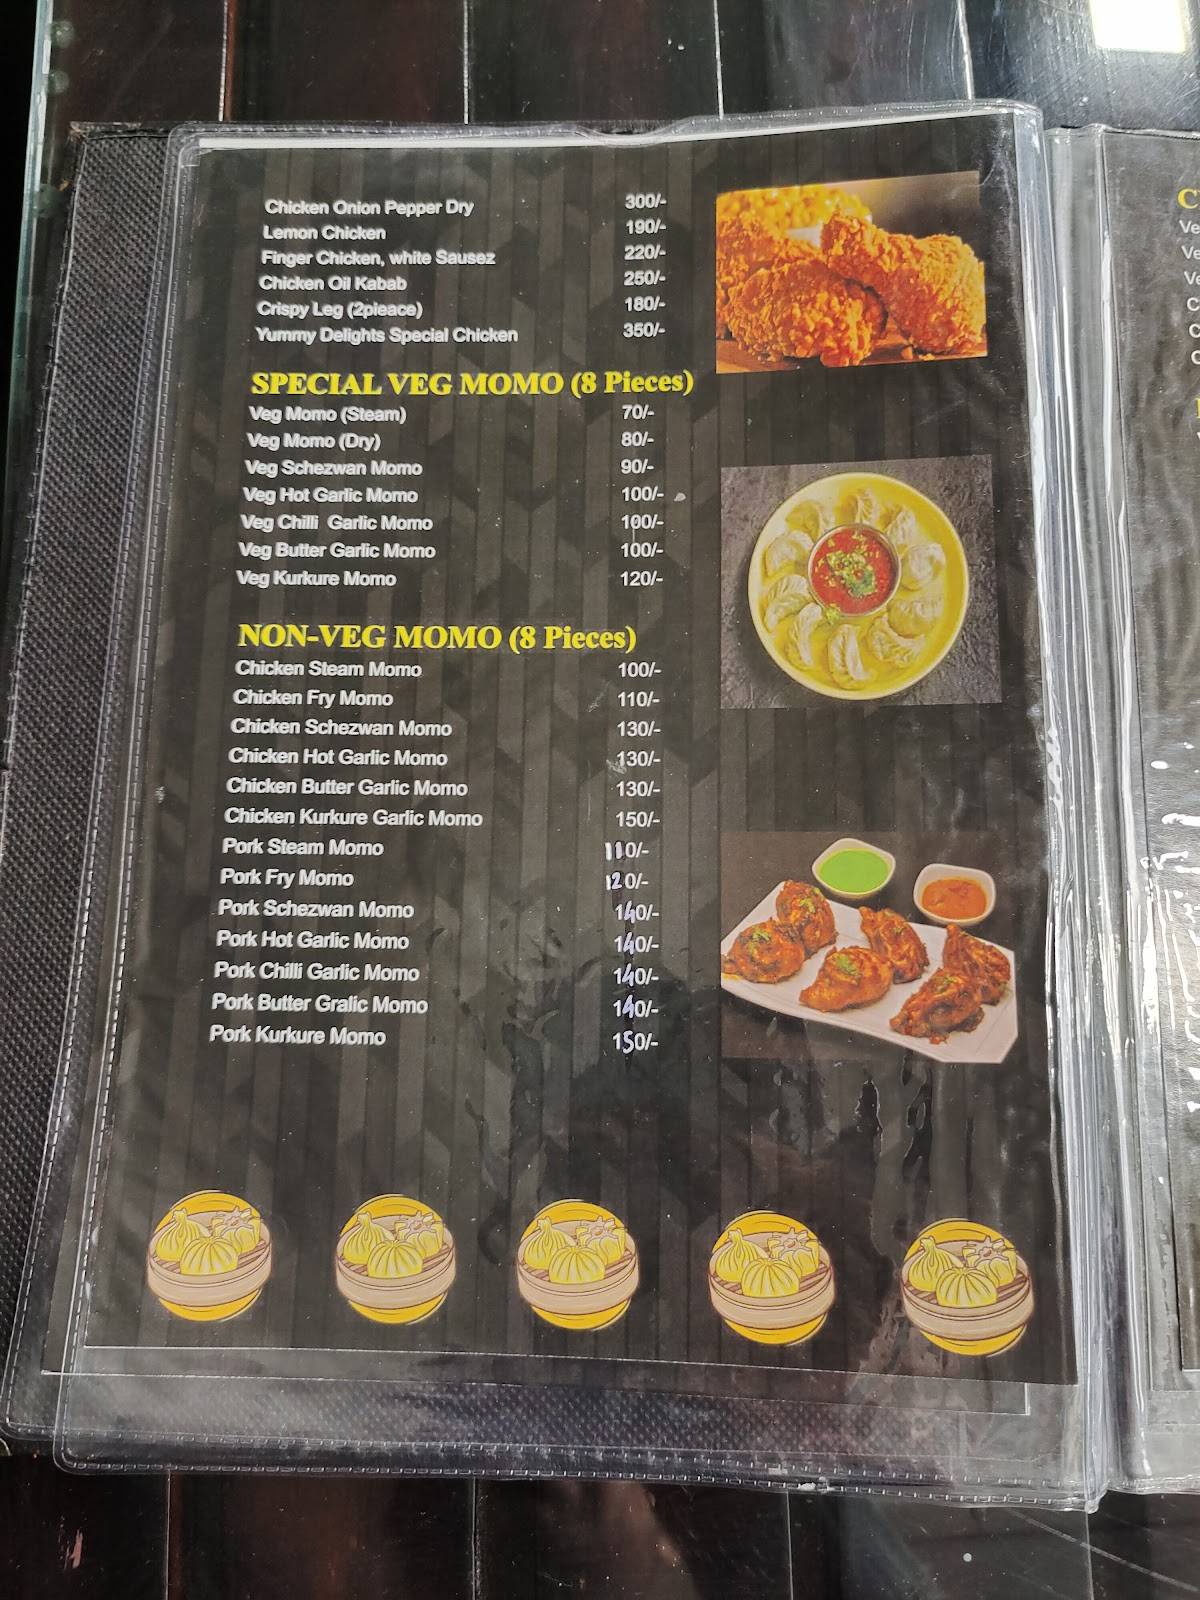 Chicken Onion Pepper Dry 300/-
Lemon Chicken 190/-
Finger Chicken, white Sausez 220/-
Chicken Oil Kabab 250/-
Crispy Leg (2pieace) 180/-
Yummy Delights Special Chicken 350/-
SPECIAL VEG MOMO (8 Pieces)
Veg Momo (Steam) 70/-
Veg Momo (Dry) 80/-
Veg Schezwan Momo 90/-
Veg Hot Garlic Momo 100/-
Veg Chilli Garlic Momo 100/-
Veg Butter Garlic Momo 100/-
Veg Kurkure Momo 120/-
NON-VEG MOMO (8 Pieces)
Chicken Steam Momo 100/-
Chicken Fry Momo 110/-
Chicken Schezwan Momo 130/-
Chicken Hot Garlic Momo 130/-
Chicken Butter Garlic Momo 130/-
Chicken Kurkure Garlic Momo 150/-
Pork Steam Momo 110/-
Pork Fry Momo 120/-
Pork Schezwan Momo 140/-
Pork Hot Garlic Momo 140/-
Pork Chilli Garlic Momo 140/-
Pork Butter Gralic Momo 140/-
Pork Kurkure Momo 150/-